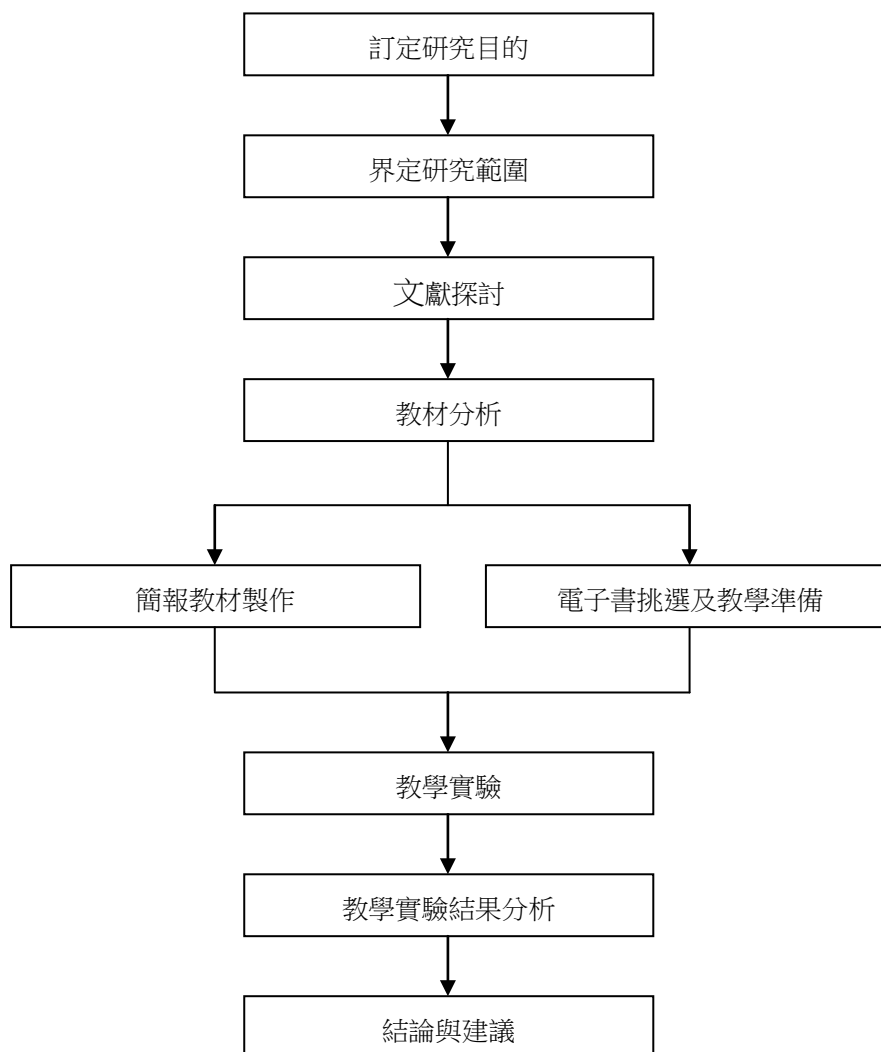 訂定研究目的
界定研究範圍
文獻探討
教材分析
簡報教材製作
電子書挑選及教學準備
教學實驗
教學實驗結果分析
結論與建議